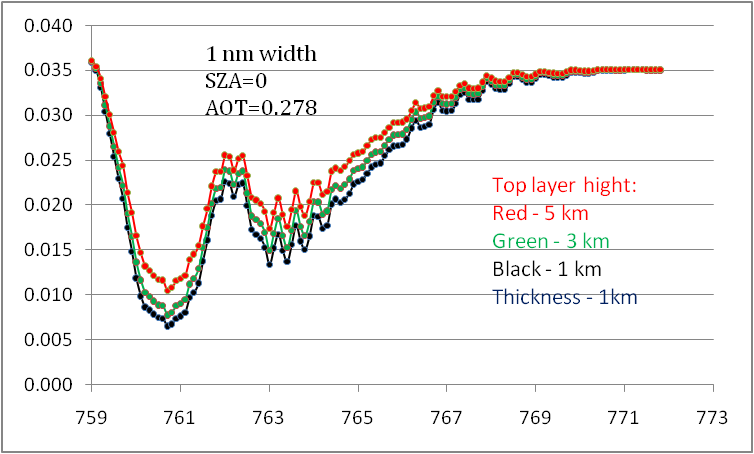 0.040
1 nm width
0.035
SZA=0
AOT=0.278
0.030
0.025
Top layer hight:
0.020
Red - 5 km
Green - 3 km
0.015
Black - 1 km
0.010
Thickness - 1km
0.005
0.000
759 761 763 765 767 769 771 773